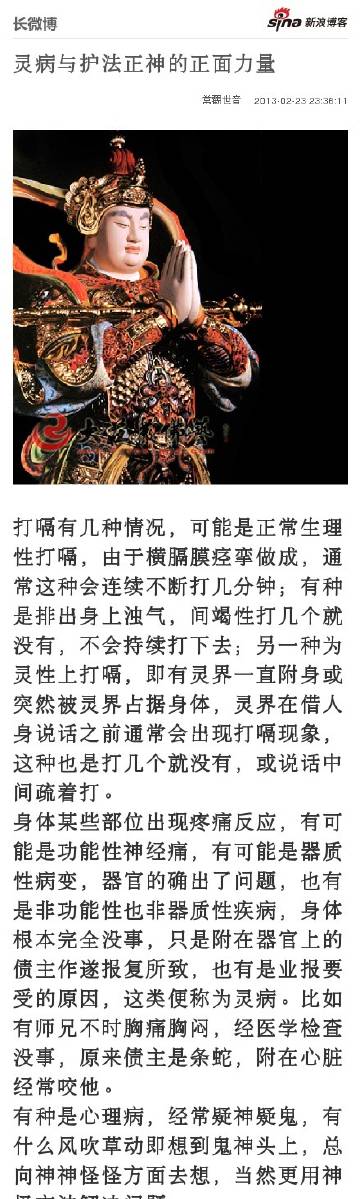 长微博
sina 新浪博客
灵病与护法正神的正面力量
常翻世音 2013-02-23 23:36:11
打嗝有几种情况，可能是正常生理
性打嗝，由于横膈膜痉挛做成，通
常这种会连续不断打几分钟；有种
是排出身上浊气，间竭性打几个就
没有，不会持续打下去；另一种为
灵性上打嗝，即有灵界一直附身或
突然被灵界占据身体，灵界在借人
身说话之前通常会出现打嗝现象，
这种也是打几个就没有，或说话中
间疏着打。
身体某些部位出现疼痛反应，有可
能是功能性神经痛，有可能是器质
性病变，器官的确出了问题，也有
是非功能性也非器质性疾病，身体
根本完全没事，只是附在器官上的
债主作遂报复所致，也有是业报要
受的原因，这类便称为灵病。比如
有师兄不时胸痛胸闷，经医学检查
没事，原来债主是条蛇，附在心脏
经常咬他。
有种是心理病，经常疑神疑鬼，有
什么风吹草动即想到鬼神头上，总
向神神怪怪方面去想，当然更用神